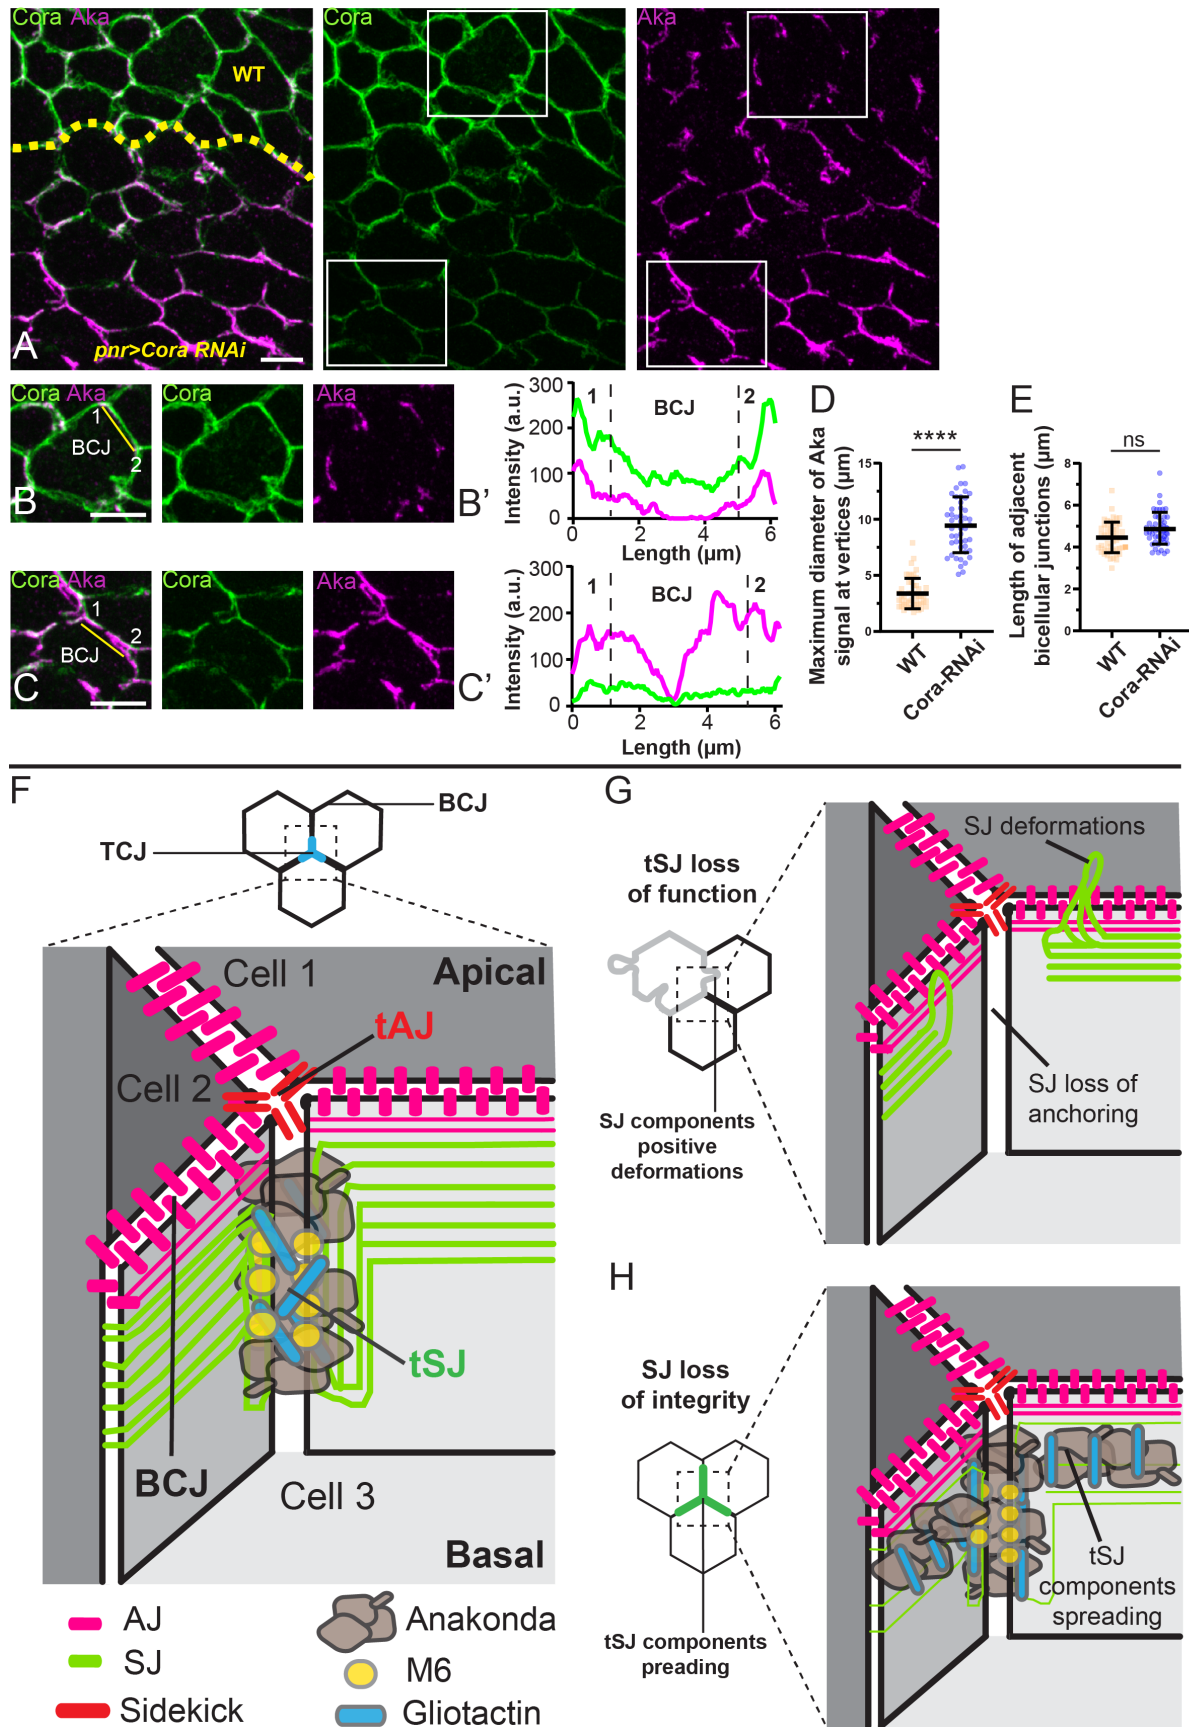 Cora Aka
Cora
Aka
WT
A
pnr>Cora RNAi
Cora Aka
Cora
Aka
1
BCJ
2
B
B'
300
200
100
0
Intensity (a.u.)
1
BCJ
2
0
2
4
6
Length (µm)
Cora Aka
Cora
Aka
1
BCJ
2
C
C'
300
200
100
0
Intensity (a.u.)
1
BCJ
2
0
2
4
6
Length (µm)
D
****
Maximum diameter of Aka
signal at vertices (µm)
15
10
5
0
WT
Cora-RNAi
E
ns
Length of adjacent
bicellular junctions (µm)
8
6
4
2
0
WT
Cora-RNAi
F
BCJ
TCJ
Cell 1
Apical
tAJ
Cell 2
tSJ
BCJ
Cell 3
Basal
AJ
SJ
Sidekick
Anakonda
M6
Gliotactin
G
tSJ loss
of function
SJ components
positive
deformations
SJ deformations
SJ loss of
anchoring
H
SJ loss
of integrity
tSJ components
preading
tSJ
components
spreading